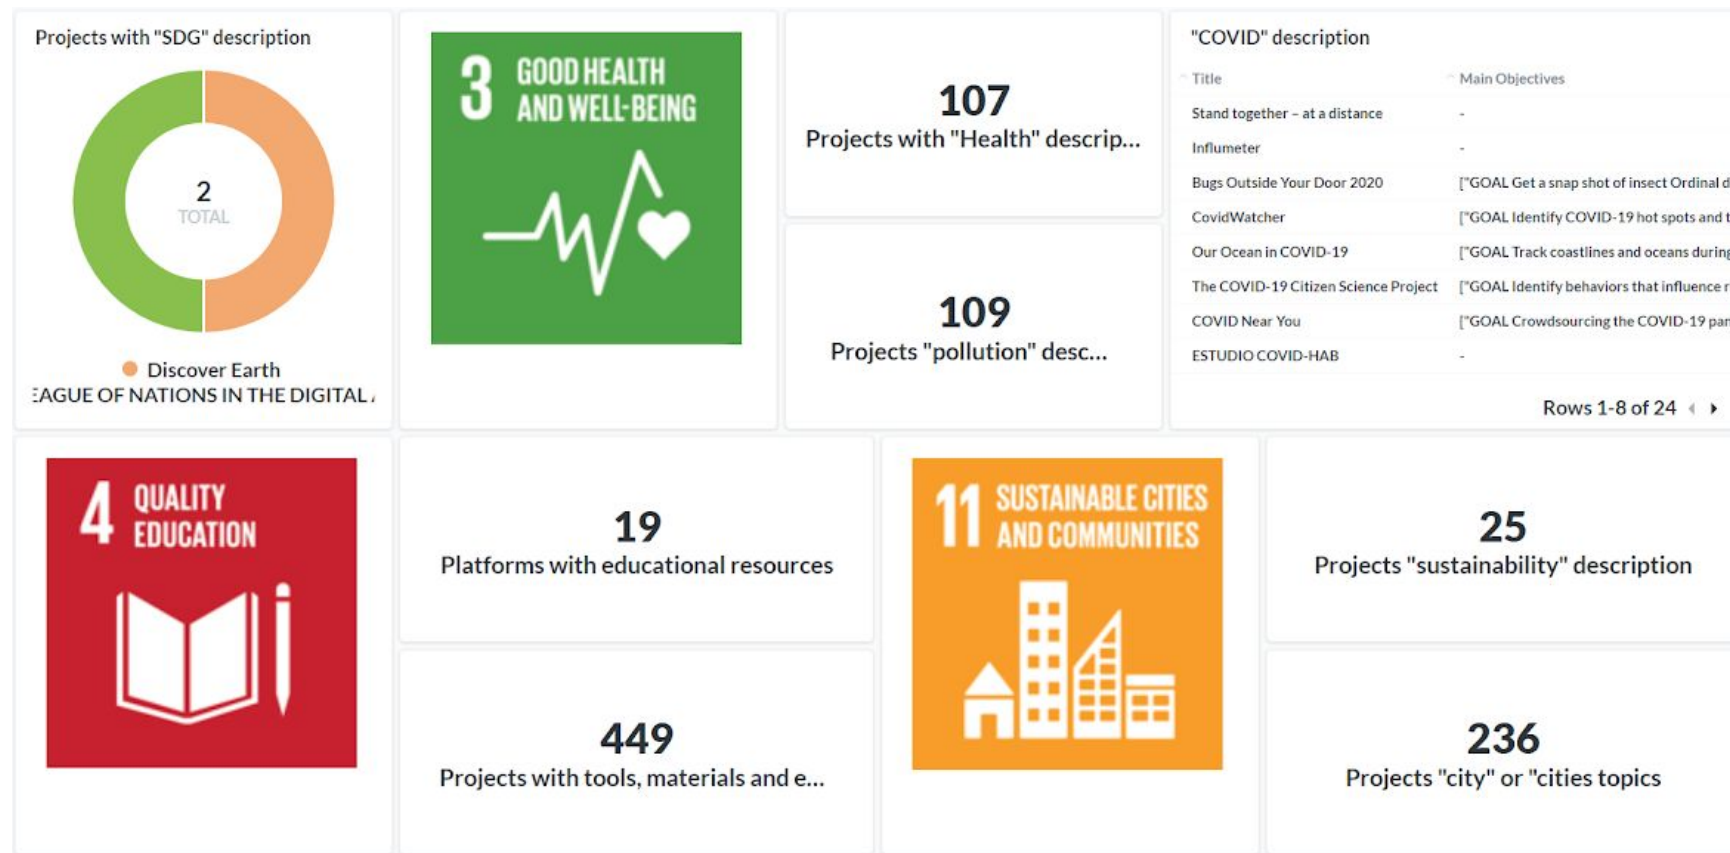 Projects with "SDG" description
2
TOTAL
Discover Earth
EAGUE OF NATIONS IN THE DIGITAL
3 GOOD HEALTH
AND WELL-BEING
107
Projects with "Health" descrip...
109
Projects "pollution" desc...
"COVID" description
Title Main Objectives
Stand together – at a distance -
Influmeter -
Bugs Outside Your Door 2020 ["GOAL Get a snap shot of insect Ordinal d
CovidWatcher ["GOAL Identify COVID-19 hot spots and t
Our Ocean in COVID-19 ["GOAL Track coastlines and oceans during
The COVID-19 Citizen Science Project ["GOAL Identify behaviors that influence r
COVID Near You ["GOAL Crowdsourcing the COVID-19 pan
ESTUDIO COVID-HAB -
Rows 1-8 of 24
4 QUALITY
EDUCATION
19
Platforms with educational resources
449
Projects with tools, materials and e...
11 SUSTAINABLE CITIES
AND COMMUNITIES
25
Projects "sustainability" description
236
Projects "city" or "cities topics